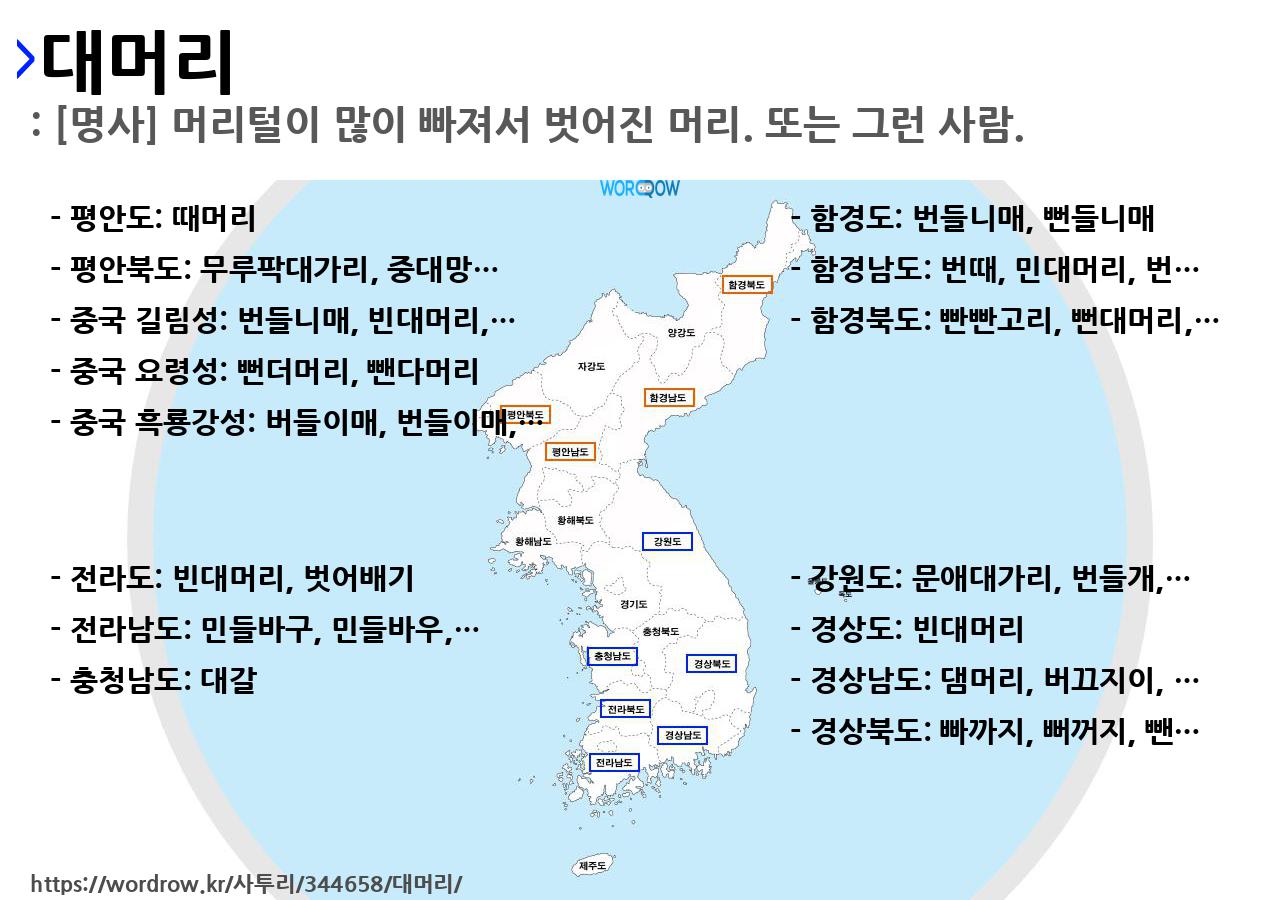 >대머리
: [명사] 머리털이 많이 빠져서 벗어진 머리. 또는 그런 사람.
WORDROW
- 평안도: 때머리
- 평안북도: 무루팍대가리, 중대망…
- 중국 길림성: 번들니매, 빈대머리,…
- 중국 요령성: 뻔더머리, 뺀다머리
- 중국 흑룡강성: 버들이매, 번들이매,…
- 함경도: 번들니매, 뻔들니매
- 함경남도: 번때, 민대머리, 번…
- 함경북도: 빤빤고리, 뻔대머리,…
함경북도
양강도
자강도
함경남도
평안북도
평안남도
황해북도
황해남도
강원도
경기도
충청북도
충청남도
경상북도
전라북도
경상남도
전라남도
제주도
독도
- 전라도: 빈대머리, 벗어배기
- 전라남도: 민들바구, 민들바우,…
- 충청남도: 대갈
- 강원도: 문애대가리, 번들개,…
- 경상도: 빈대머리
- 경상남도: 댐머리, 버끄지이, …
- 경상북도: 빠까지, 뻐꺼지, 뺀…
https://wordrow.kr/사투리/344658/대머리/